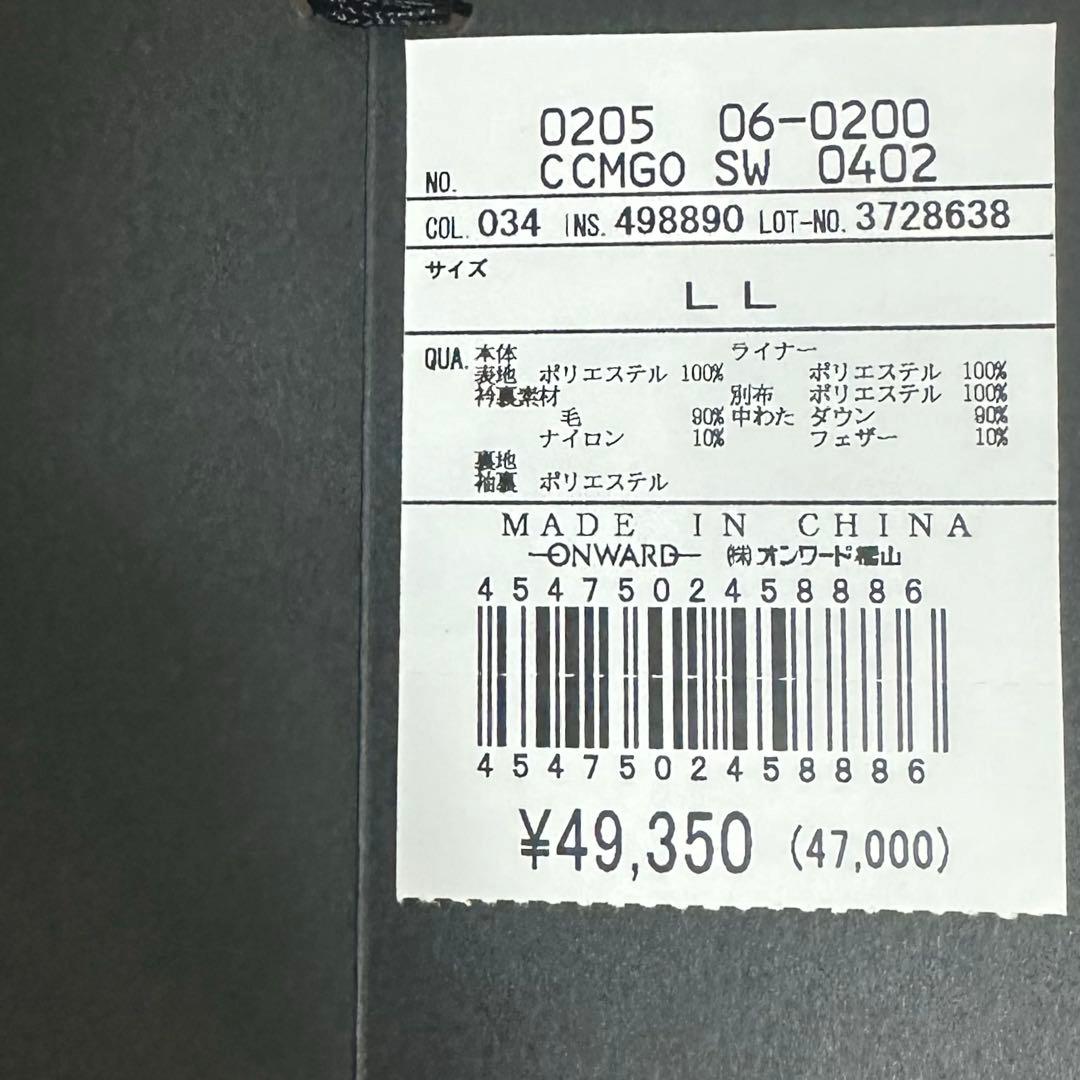 0205 06-0200
NO. CCMGO SW 0402
COL. 034 INS. 498890 LOT-NO. 3728638
サイズ
LL
QUA. 本体
表地 ポリエステル 100%
衿裏素材
毛 90%
ナイロン 10%
裏地
袖裏 ポリエステル
ライナー
ポリエステル 100%
別布 ポリエステル 100%
中わた ダウン 90%
フェザー 10%
MADE IN CHINA
ONWARD ㈱オンワード樫山
4547502458886
4547502458886
¥49,350 (47,000)